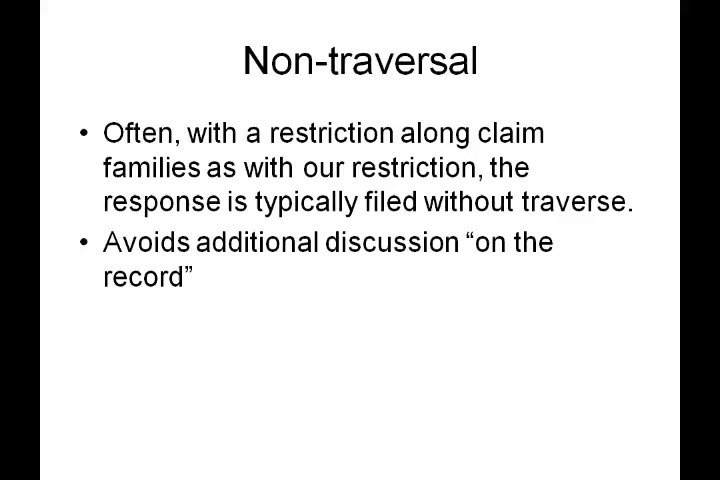 Non-traversal
• Often, with a restriction along claim
families as with our restriction, the
response is typically filed without traverse.
• Avoids additional discussion “on the
record”